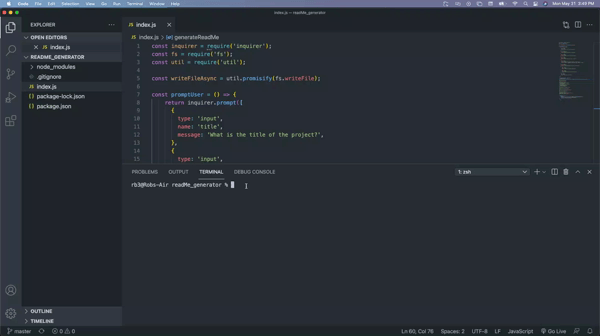 Code File Edit Selection View Go Run Terminal Window Help
Mon May 31 3:49 PM
index.js — readme_generator
EXPLORER
OPEN EDITORS
index.js
README_GENERATOR
node_modules
.gitignore
index.js
package-lock.json
package.json
OUTLINE
TIMELINE
index.js
index.js > generateReadMe
1 const inquirer = require('inquirer');
2 const fs = require('fs');
3 const util = require('util');
4
5 const writeFileAsync = util.promisify(fs.writeFile);
6
7 const promptUser = () => {
8 return inquirer.prompt([
9 {
10 type: 'input',
11 name: 'title',
12 message: 'What is the title of the project?',
13 },
14 {
15 type: 'input',
PROBLEMS OUTPUT TERMINAL DEBUG CONSOLE
1: zsh
rb3@Robs-Air readMe_generator %
master
0 0
Ln 60, Col 76 Spaces: 2 UTF-8 LF JavaScript Go Live